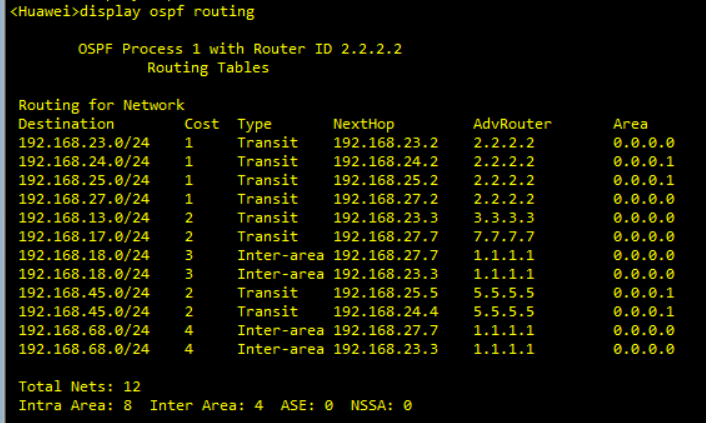 <Huawei>display ospf routing
OSPF Process 1 with Router ID 2.2.2.2
Routing Tables
Routing for Network
Destination Cost Type NextHop AdvRouter Area
192.168.23.0/24 1 Transit 192.168.23.2 2.2.2.2 0.0.0.0
192.168.24.0/24 1 Transit 192.168.24.2 2.2.2.2 0.0.0.1
192.168.25.0/24 1 Transit 192.168.25.2 2.2.2.2 0.0.0.1
192.168.27.0/24 1 Transit 192.168.27.2 2.2.2.2 0.0.0.0
192.168.13.0/24 2 Transit 192.168.23.3 3.3.3.3 0.0.0.0
192.168.17.0/24 2 Transit 192.168.27.7 7.7.7.7 0.0.0.0
192.168.18.0/24 3 Inter-area 192.168.27.7 1.1.1.1 0.0.0.0
192.168.18.0/24 3 Inter-area 192.168.23.3 1.1.1.1 0.0.0.0
192.168.45.0/24 2 Transit 192.168.25.5 5.5.5.5 0.0.0.1
192.168.45.0/24 2 Transit 192.168.24.4 5.5.5.5 0.0.0.1
192.168.68.0/24 4 Inter-area 192.168.27.7 1.1.1.1 0.0.0.0
192.168.68.0/24 4 Inter-area 192.168.23.3 1.1.1.1 0.0.0.0
Total Nets: 12
Intra Area: 8 Inter Area: 4 ASE: 0 NSSA: 0